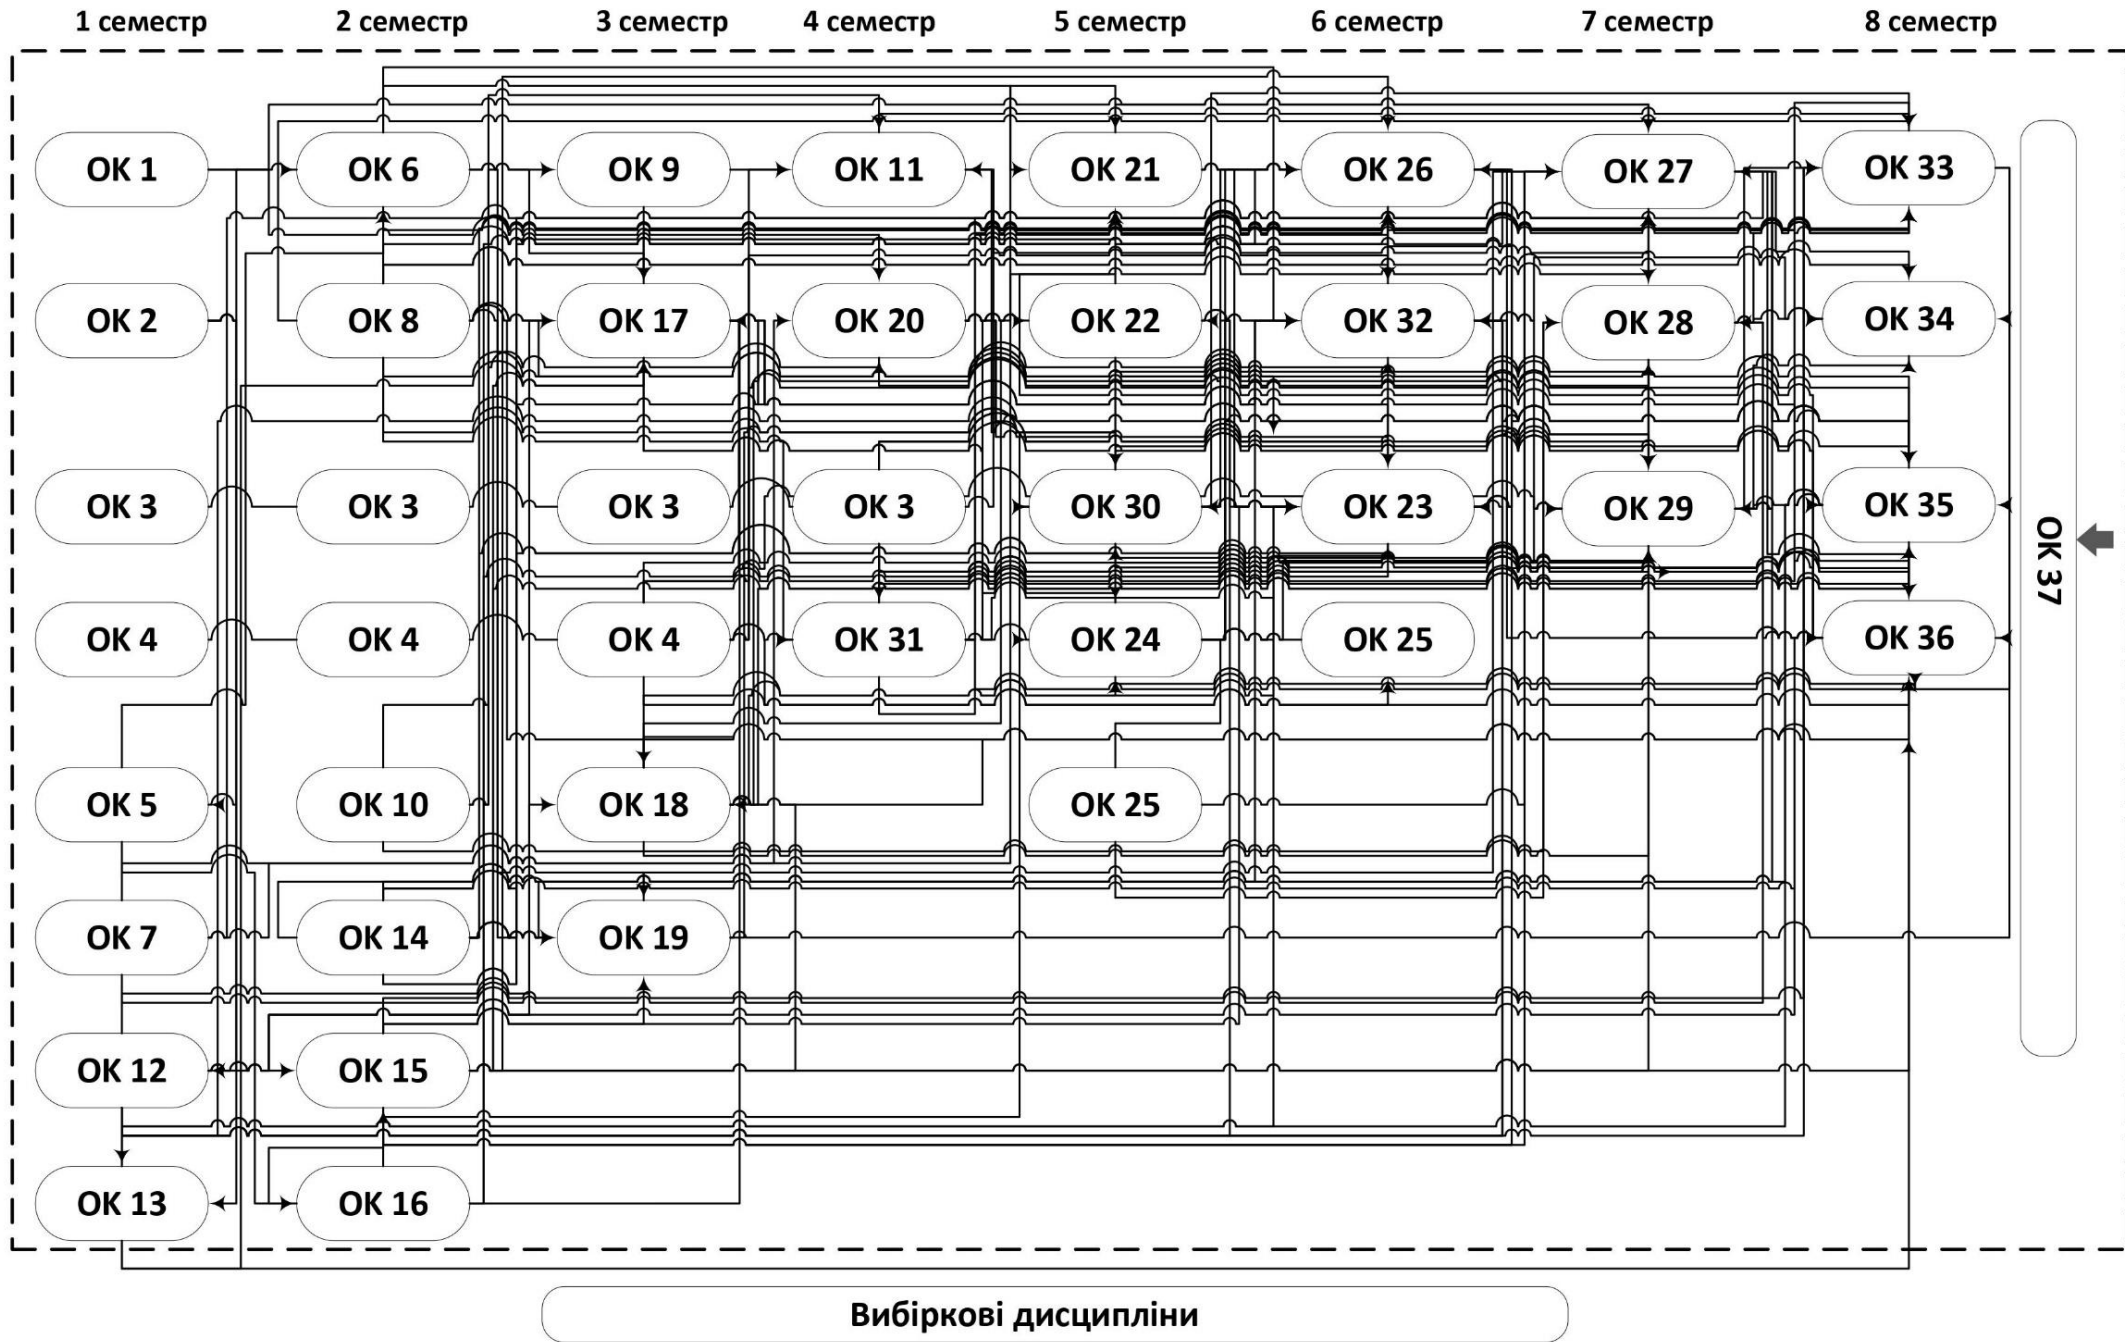 1 семестр 2 семестр 3 семестр 4 семестр 5 семестр 6 семестр 7 семестр 8 семестр
ОК 1 ОК 6 ОК 9 ОК 11 ОК 21 ОК 26 ОК 27 ОК 33
ОК 2 ОК 8 ОК 17 ОК 20 ОК 22 ОК 32 ОК 28 ОК 34
ОК 3 ОК 3 ОК 3 ОК 3 ОК 30 ОК 23 ОК 29 ОК 35
ОК 37
ОК 4 ОК 4 ОК 4 ОК 31 ОК 24 ОК 25 ОК 36
ОК 5 ОК 10 ОК 18 ОК 25
ОК 7 ОК 14 ОК 19
ОК 12 ОК 15
ОК 13 ОК 16
Вибіркові дисципліни